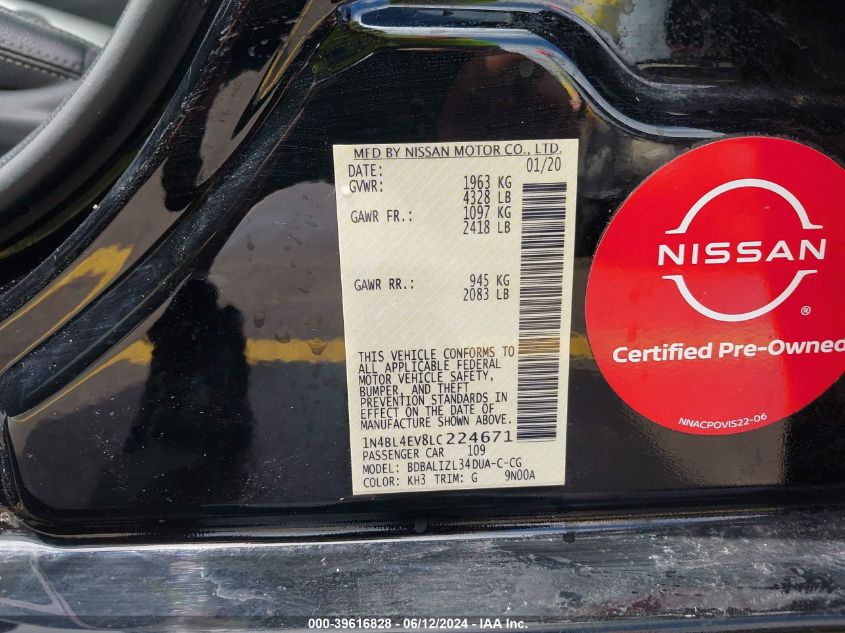 MFD BY NISSAN MOTOR CO., LTD.
DATE: 01/20
GVWR: 1963 KG
4328 LB
GAWR FR.: 1097 KG
2418 LB
GAWR RR.: 945 KG
2083 LB
THIS VEHICLE CONFORMS TO
ALL APPLICABLE FEDERAL
MOTOR VEHICLE SAFETY,
BUMPER, AND THEFT
PREVENTION STANDARDS IN
EFFECT ON THE DATE OF
MANUFACTURE SHOWN ABOVE.
1N4BL4EV8LC224671
PASSENGER CAR 109
MODEL: BDBALIZL34DUA-C-CG
COLOR: KH3 TRIM: G 9N00A
NISSAN
®
Certified Pre-Owned
NNACPOVIS22-06
000-39616828 - 06/12/2024 - IAA Inc.